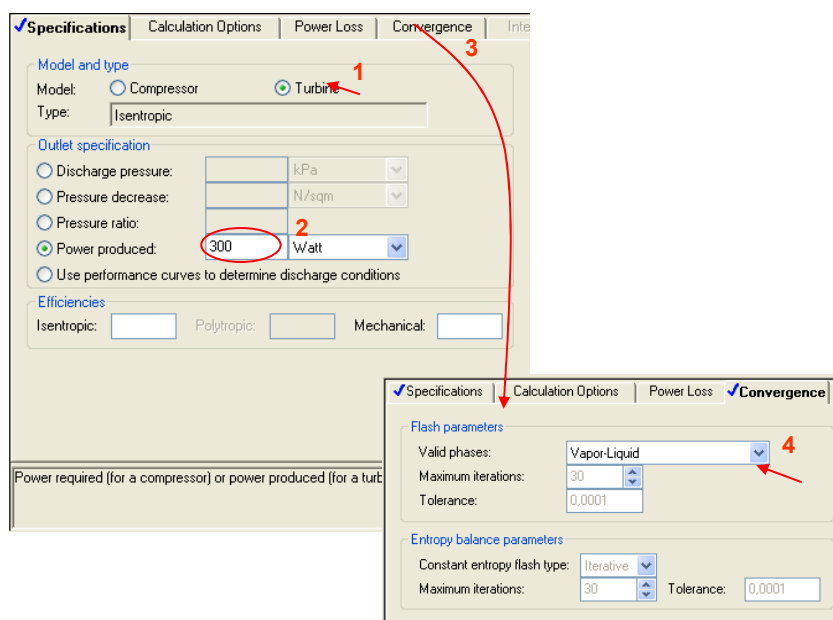 Specifications Calculation Options Power Loss Convergence Inte
3
Model and type
1
Model: Compressor Turbine
Type: Isentropic
Outlet specification
Discharge pressure: kPa
Pressure decrease: N/sqm
Pressure ratio:
2
Power produced: 300 Watt
Use performance curves to determine discharge conditions
Efficiencies
Isentropic: Polytropic: Mechanical:
Power required (for a compressor) or power produced (for a turb
Specifications Calculation Options Power Loss Convergence
Flash parameters
Valid phases: Vapor-Liquid
4
Maximum iterations: 30
Tolerance: 0,0001
Entropy balance parameters
Constant entropy flash type: Iterative
Maximum iterations: 30 Tolerance: 0,0001